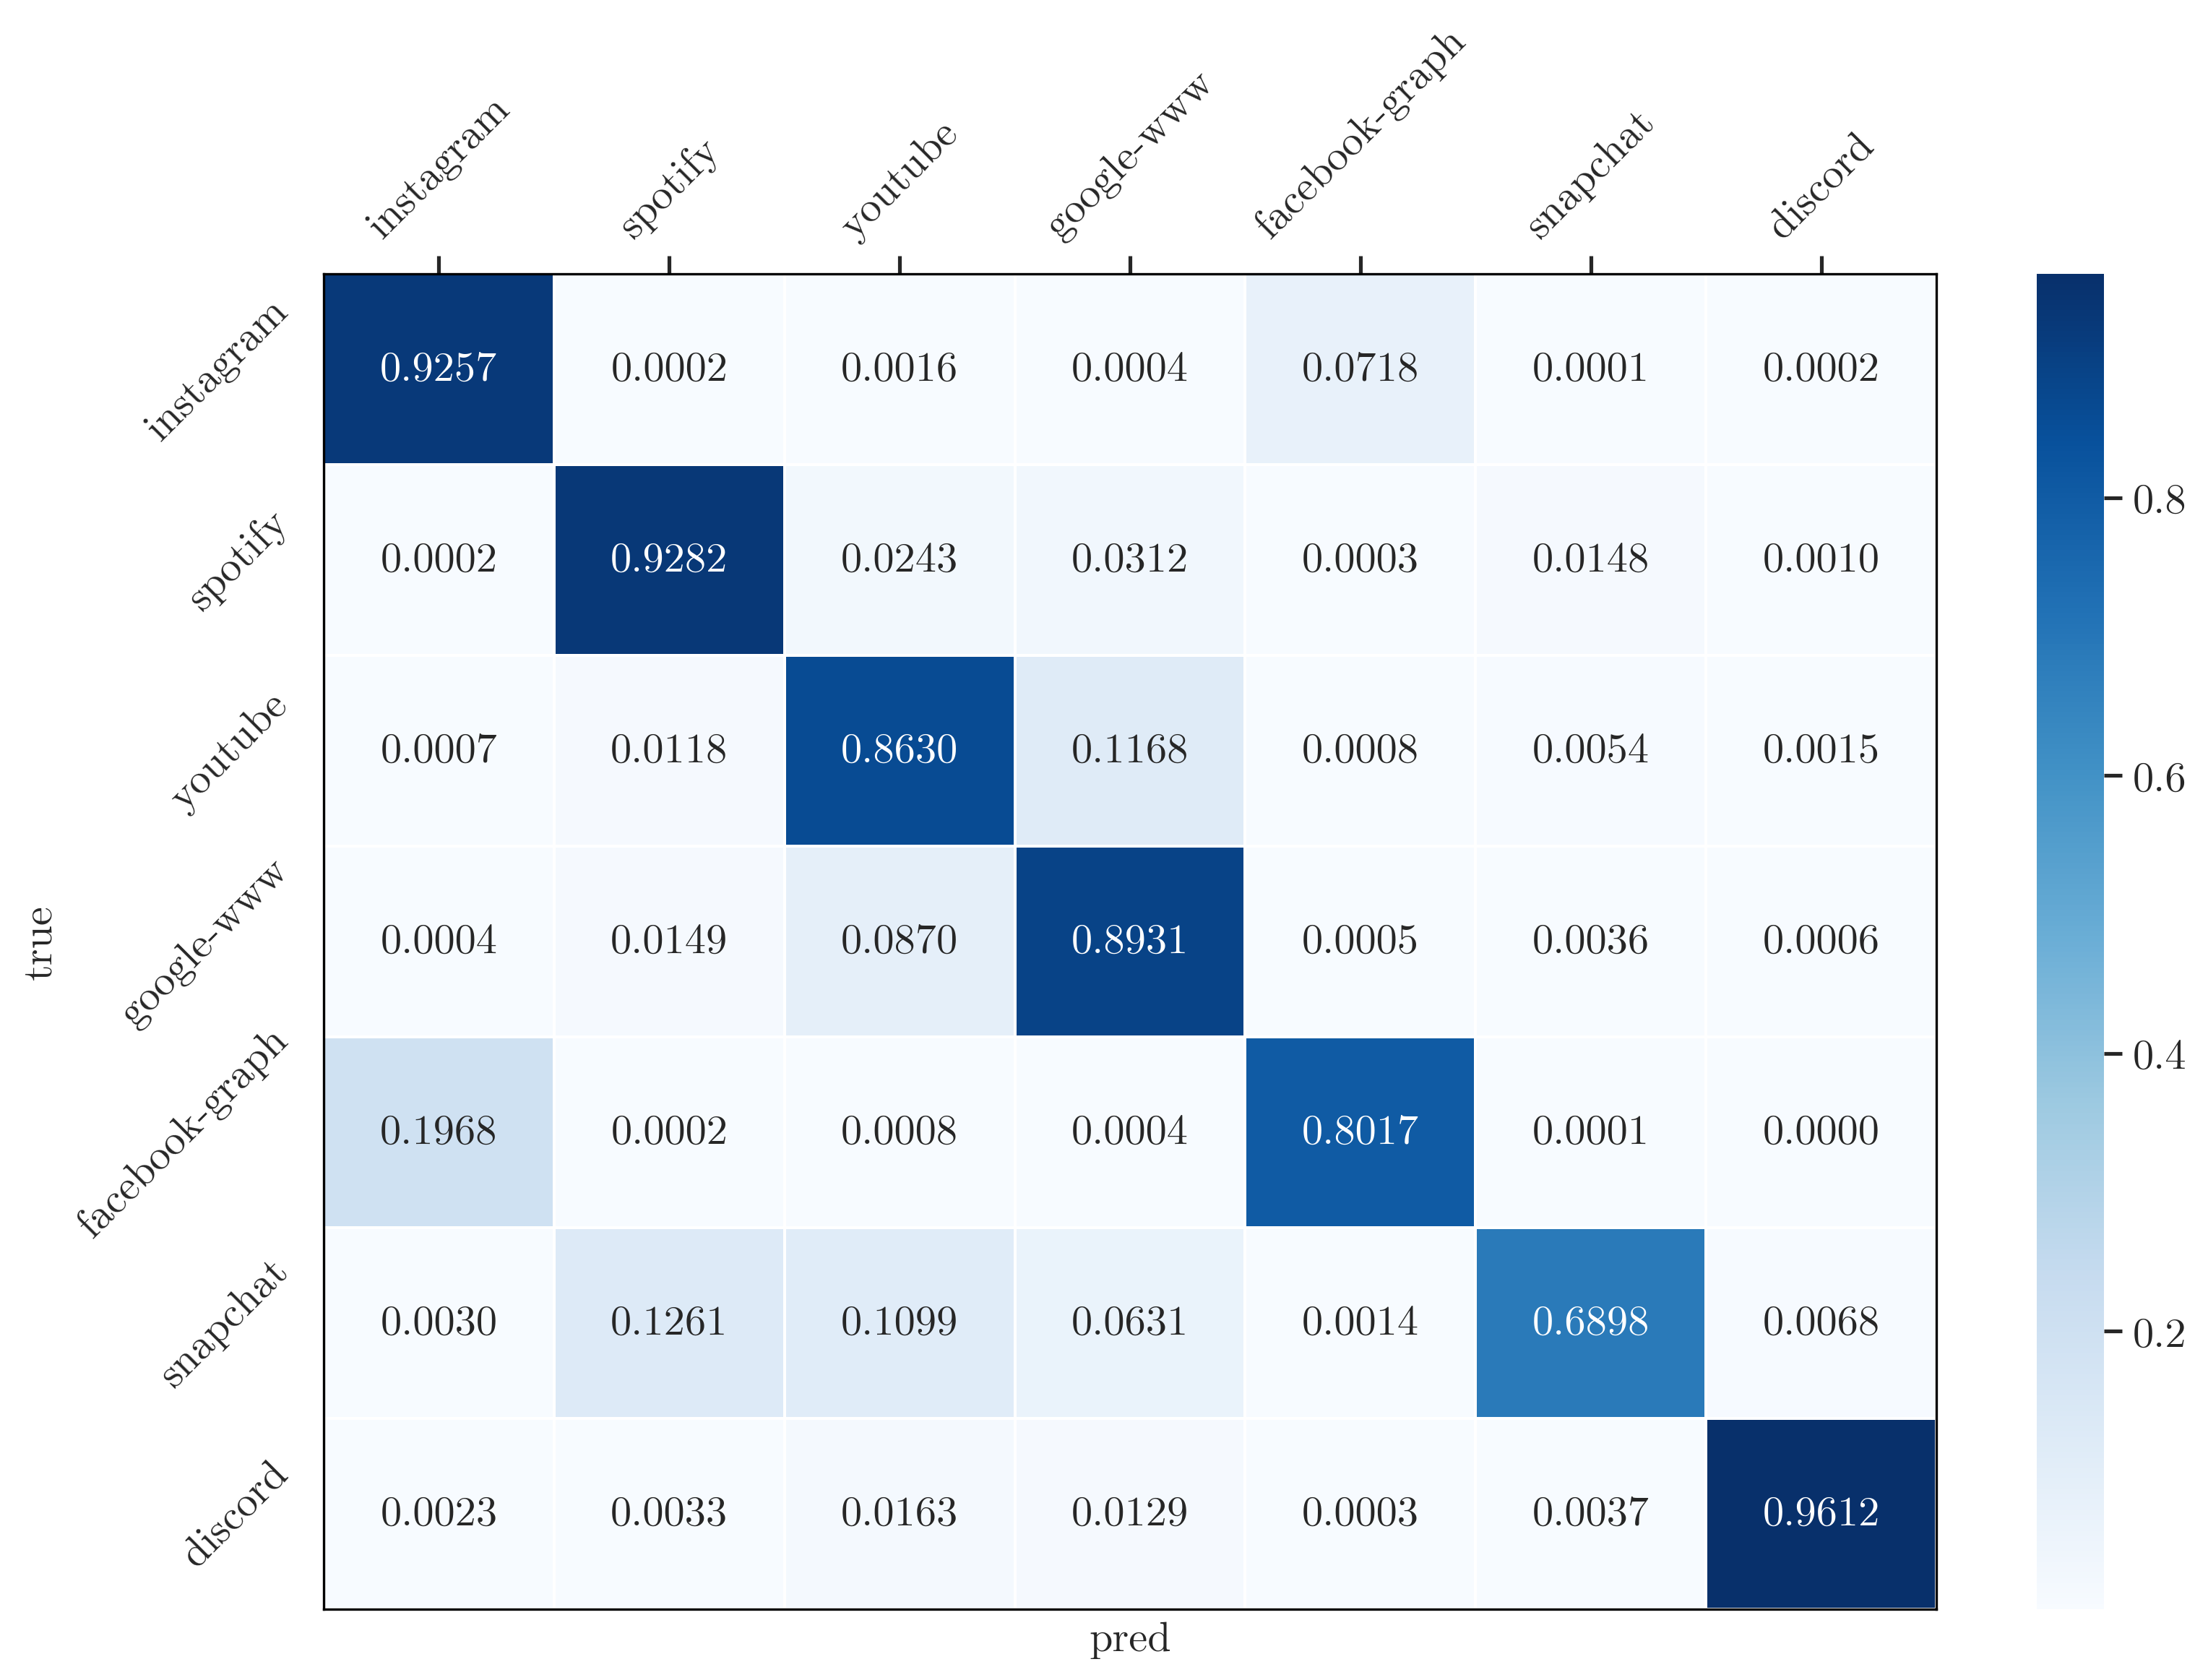 instagram spotify youtube google-www facebook-graph snapchat discord
instagram 0.9257 0.0002 0.0016 0.0004 0.0718 0.0001 0.0002
spotify 0.0002 0.9282 0.0243 0.0312 0.0003 0.0148 0.0010
youtube 0.0007 0.0118 0.8630 0.1168 0.0008 0.0054 0.0015
google-www 0.0004 0.0149 0.0870 0.8931 0.0005 0.0036 0.0006
facebook-graph 0.1968 0.0002 0.0008 0.0004 0.8017 0.0001 0.0000
snapchat 0.0030 0.1261 0.1099 0.0631 0.0014 0.6898 0.0068
discord 0.0023 0.0033 0.0163 0.0129 0.0003 0.0037 0.9612
true
pred
0.8
0.6
0.4
0.2